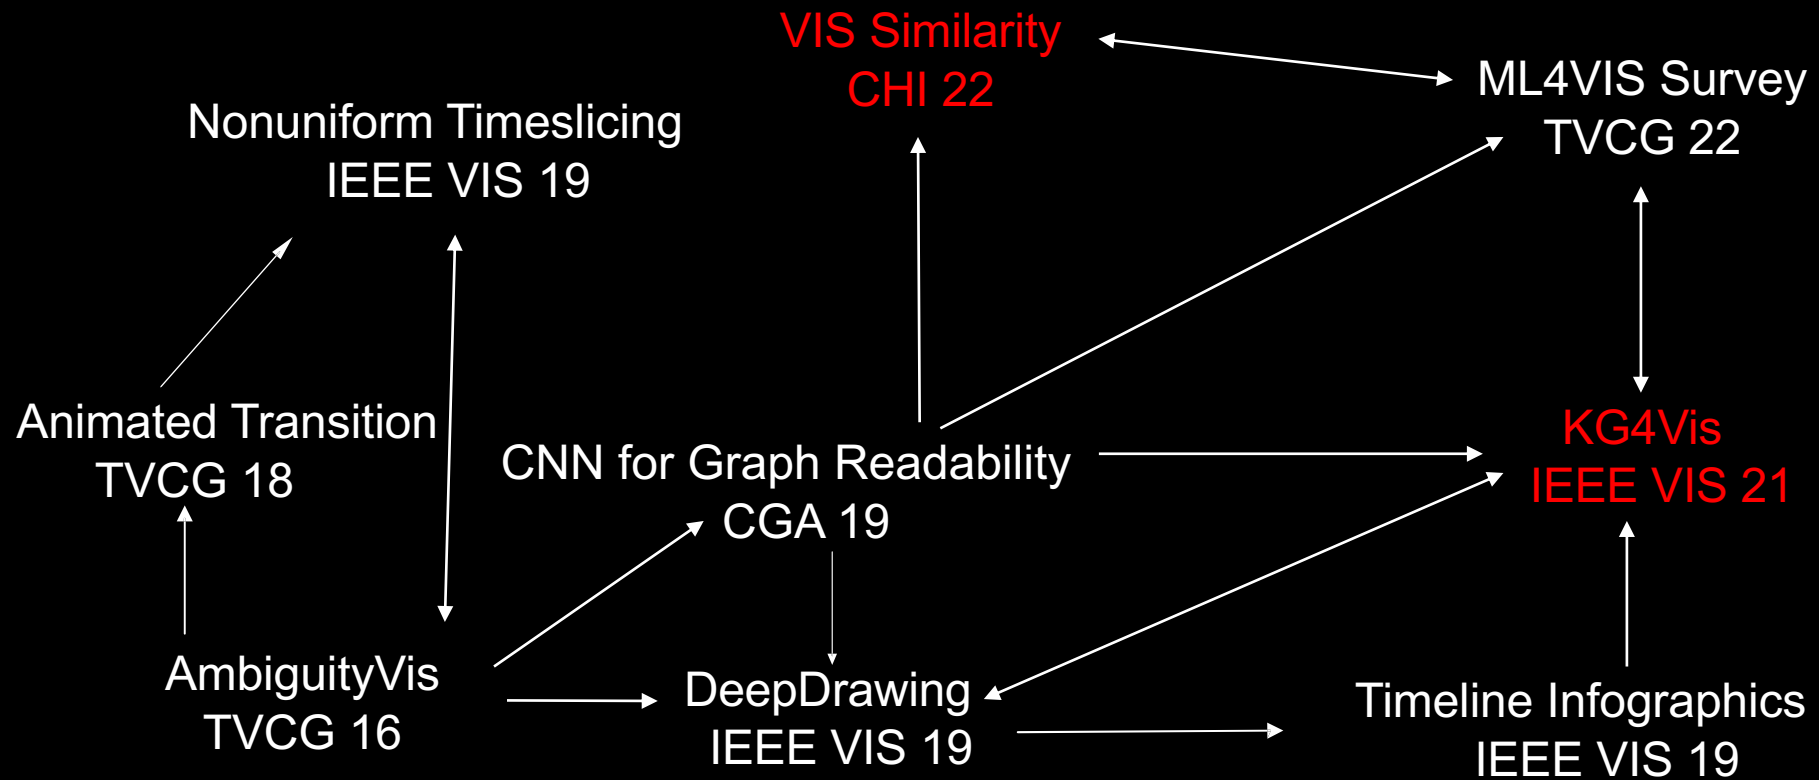 VIS Similarity
CHI 22
ML4VIS Survey
TVCG 22
Nonuniform Timeslicing
IEEE VIS 19
Animated Transition
TVCG 18
CNN for Graph Readability
CGA 19
KG4Vis
IEEE VIS 21
AmbiguityVis
TVCG 16
DeepDrawing
IEEE VIS 19
Timeline Infographics
IEEE VIS 19